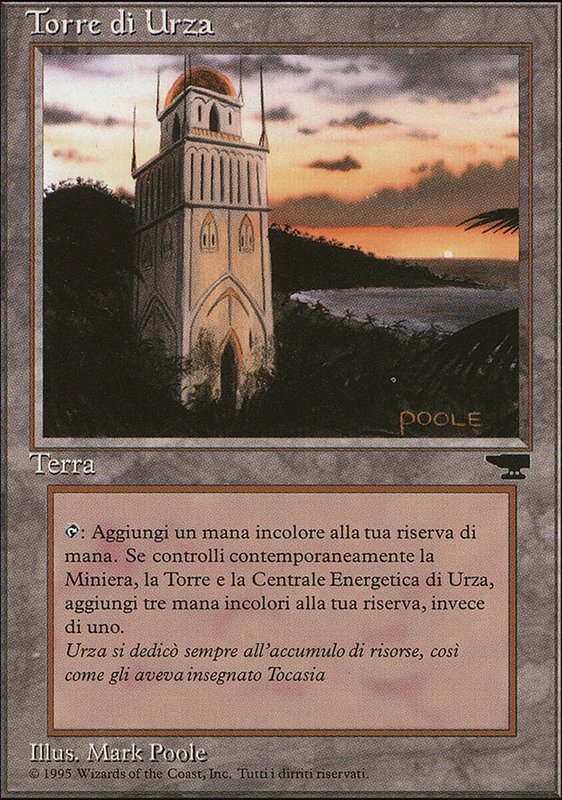 Torre di Urza
POOLE
Terra
: Aggiungi un mana incolore alla tua riserva di
mana. Se controlli contemporaneamente la
Miniera, la Torre e la Centrale Energetica di Urza,
aggiungi tre mana incolori alla tua riserva, invece
di uno.
Urza si dedicò sempre all'accumulo di risorse, così
come gli aveva insegnato Tocasia
Illus. Mark Poole
© 1995 Wizards of the Coast, Inc. Tutti i dirriti riservati.